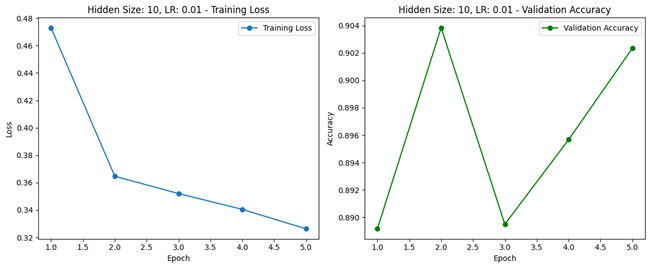 Hidden Size: 10, LR: 0.01 - Training Loss
0.48
0.46
0.44
0.42
0.40
0.38
0.36
0.34
0.32
Loss
Training Loss
1.0 1.5 2.0 2.5 3.0 3.5 4.0 4.5 5.0
Epoch
Hidden Size: 10, LR: 0.01 - Validation Accuracy
0.904
0.902
0.900
0.898
0.896
0.894
0.892
0.890
Accuracy
Validation Accuracy
1.0 1.5 2.0 2.5 3.0 3.5 4.0 4.5 5.0
Epoch